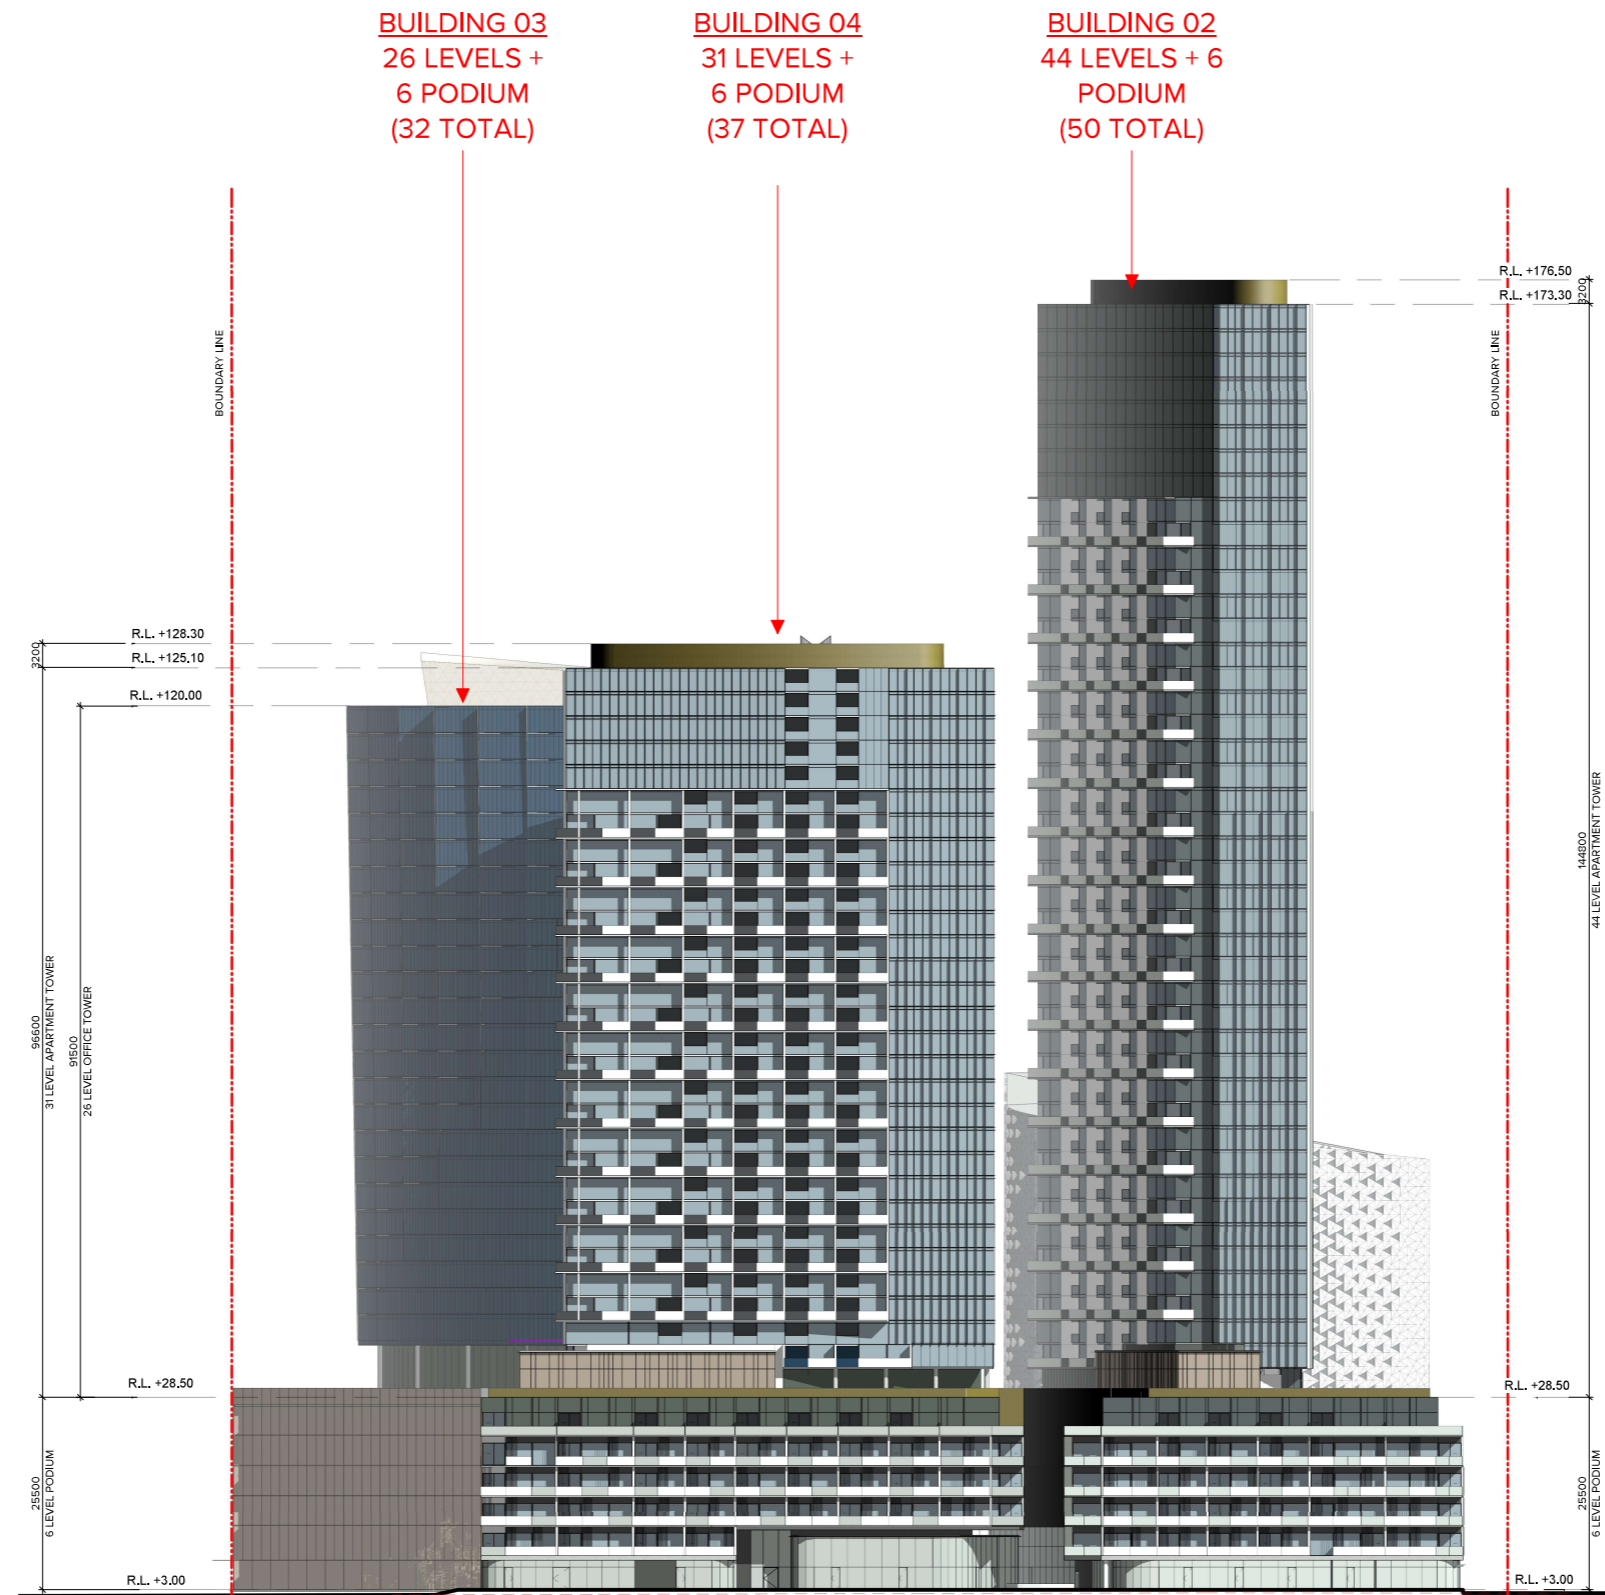 BUILDING 03
26 LEVELS +
6 PODIUM
(32 TOTAL)
BUILDING 04
31 LEVELS +
6 PODIUM
(37 TOTAL)
BUILDING 02
44 LEVELS + 6
PODIUM
(50 TOTAL)
BOUNDARY LINE
BOUNDARY LINE
R.L. +176.50
3200
R.L. +173.30
R.L. +128.30
3200
R.L. +125.10
R.L. +120.00
96600
31 LEVEL APARTMENT TOWER
91500
26 LEVEL OFFICE TOWER
144800
44 LEVEL APARTMENT TOWER
R.L. +28.50
R.L. +28.50
25500
6 LEVEL PODIUM
25500
6 LEVEL PODIUM
R.L. +3.00
R.L. +3.00